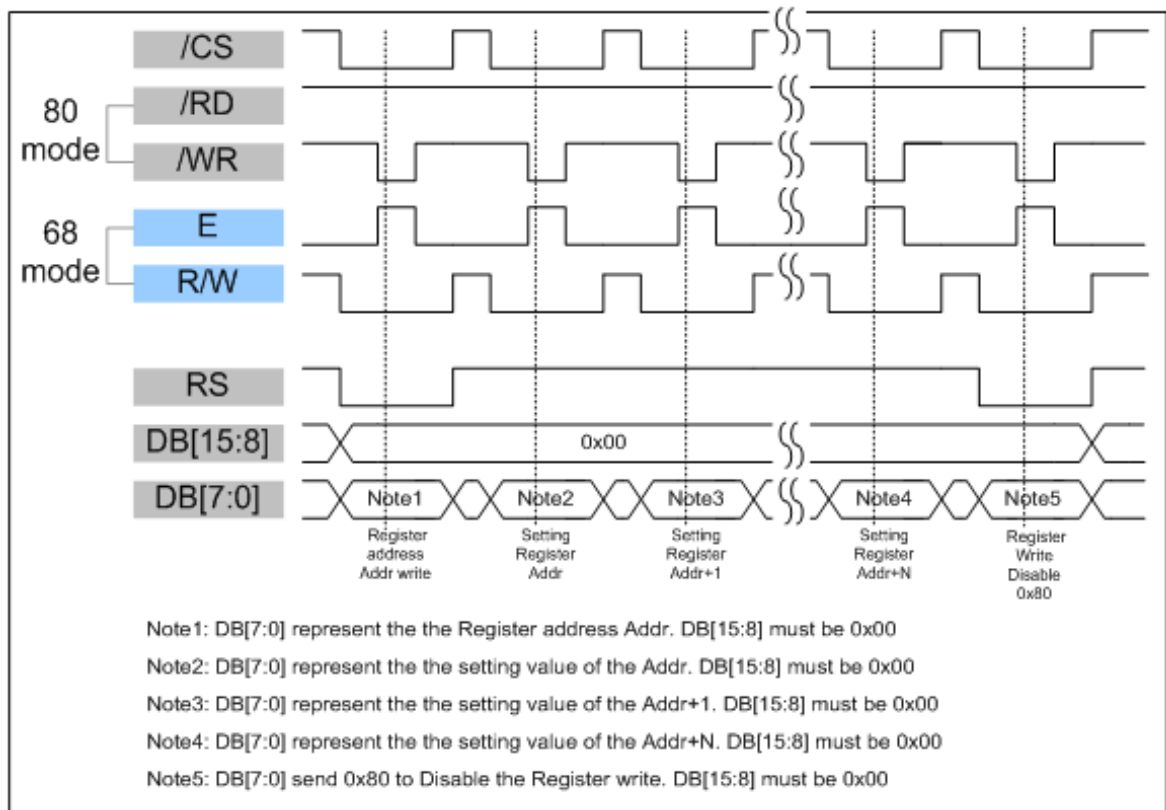 /CS
80
mode
/RD
/WR
68
mode
E
R/W
RS
DB[15:8]
0x00
DB[7:0]
Note1
Note2
Note3
Note4
Note5
Register
address
Addr write
Setting
Register
Addr
Setting
Register
Addr+1
Setting
Register
Addr+N
Register
Write
Disable
0x80
Note1: DB[7:0] represent the the Register address Addr. DB[15:8] must be 0x00
Note2: DB[7:0] represent the the setting value of the Addr. DB[15:8] must be 0x00
Note3: DB[7:0] represent the the setting value of the Addr+1. DB[15:8] must be 0x00
Note4: DB[7:0] represent the the setting value of the Addr+N. DB[15:8] must be 0x00
Note5: DB[7:0] send 0x80 to Disable the Register write. DB[15:8] must be 0x00